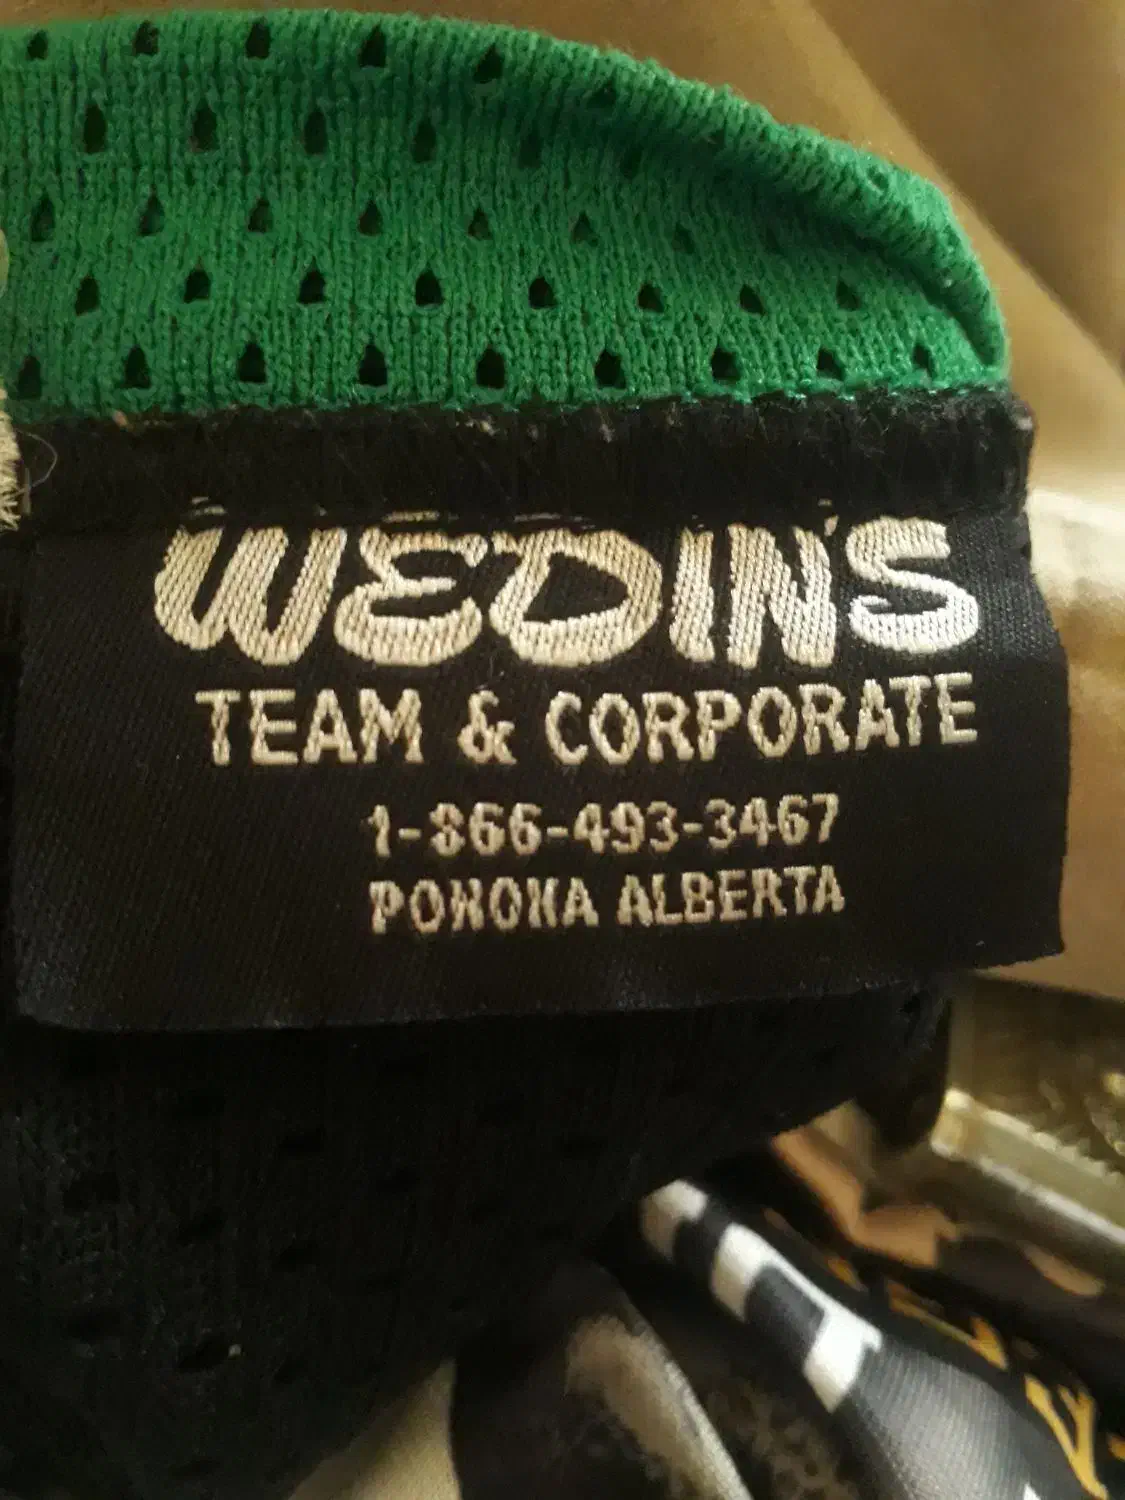 WEDIN'S
TEAM & CORPORATE
1-866-493-3467
PONOKA ALBERTA